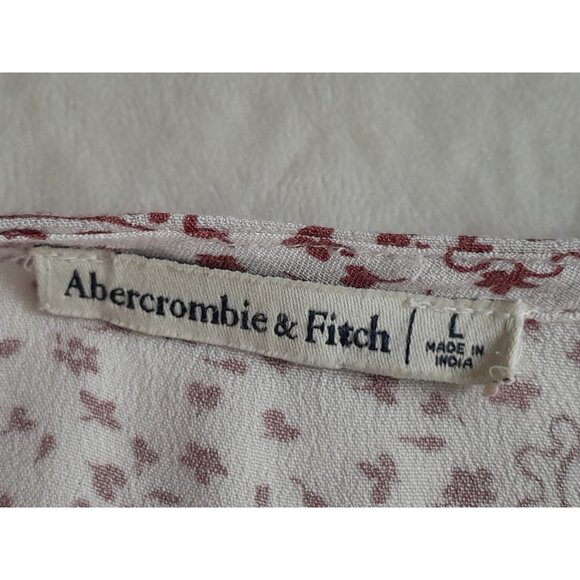 Abercrombie & Fitch
L
MADE IN
INDIA